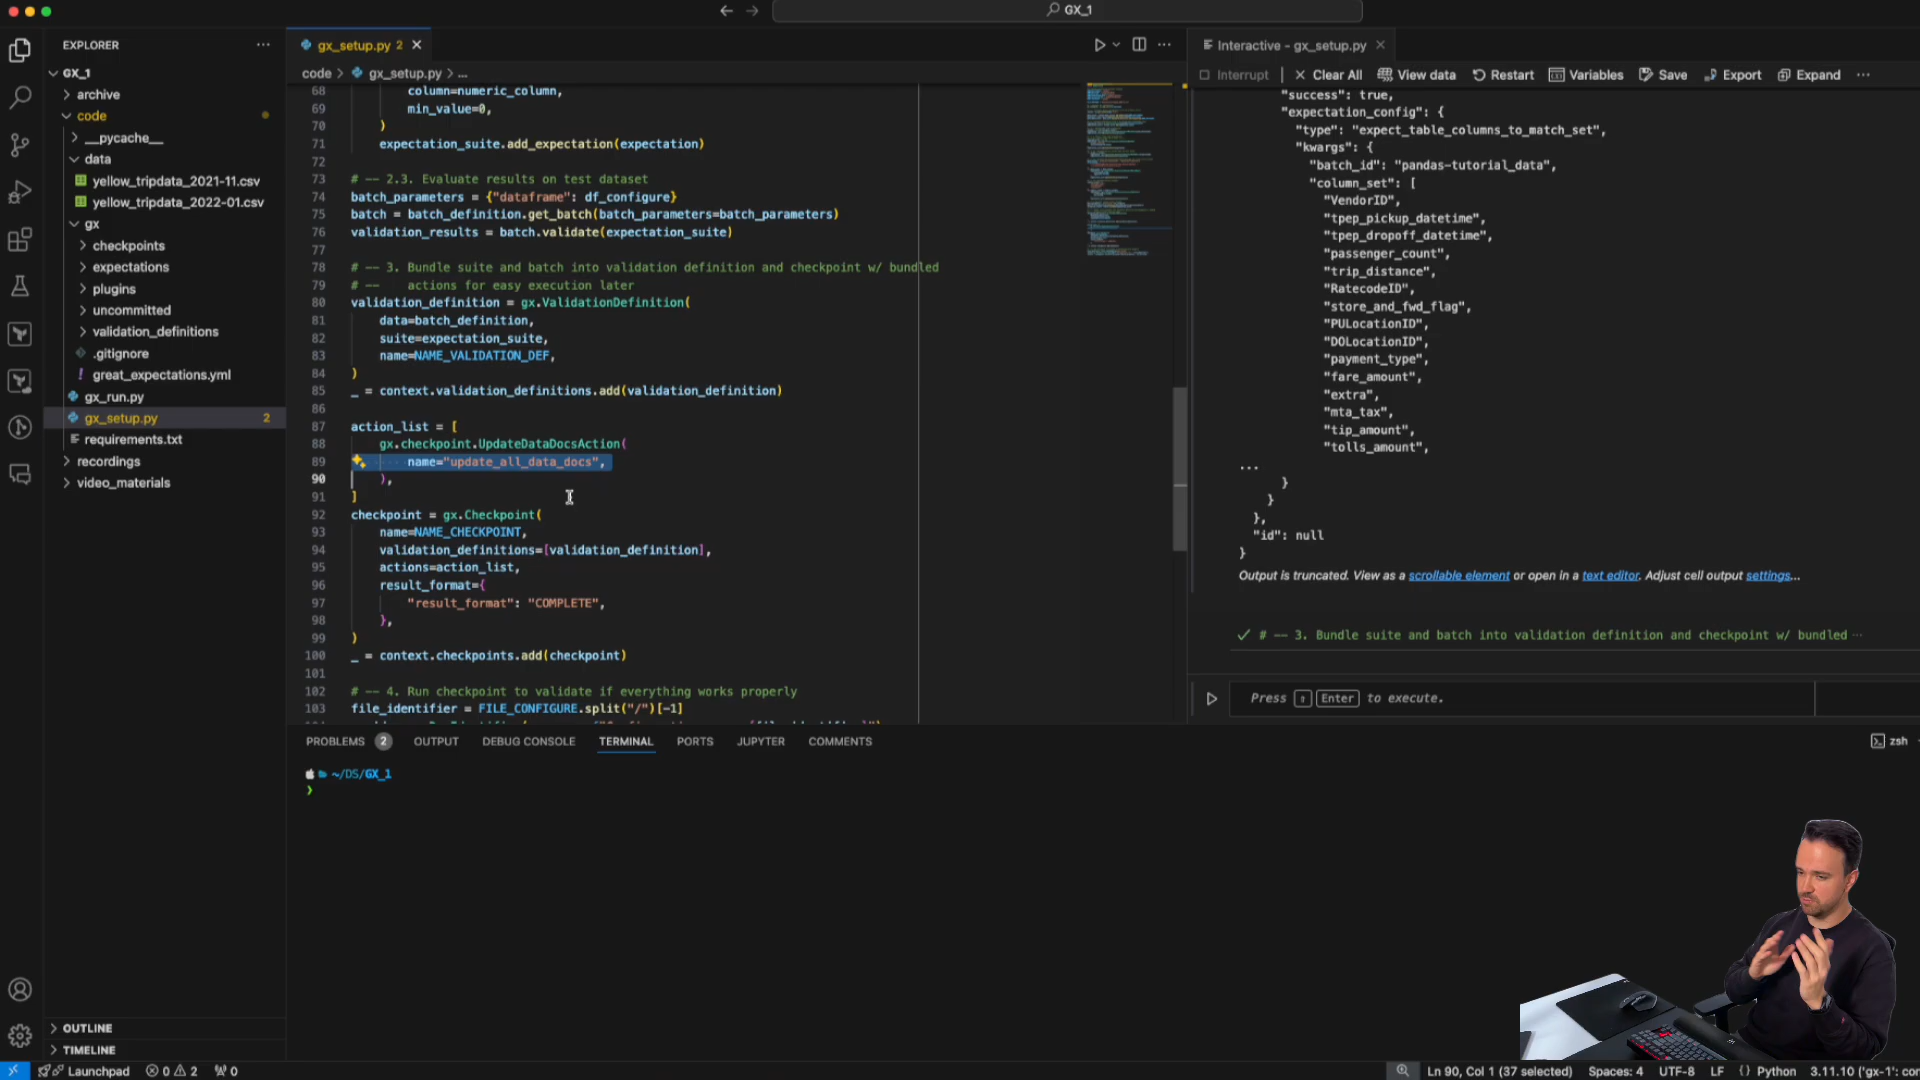 GX_1
EXPLORER
GX_1
archive
code
__pycache__
data
yellow_tripdata_2021-11.csv
yellow_tripdata_2022-01.csv
gx
checkpoints
expectations
plugins
uncommitted
validation_definitions
.gitignore
great_expectations.yml
gx_run.py
gx_setup.py 2
requirements.txt
recordings
video_materials
OUTLINE
TIMELINE
gx_setup.py 2
code > gx_setup.py > ...
68 column=numeric_column,
69 min_value=0,
70 )
71 expectation_suite.add_expectation(expectation)
72
73 # -- 2.3. Evaluate results on test dataset
74 batch_parameters = {"dataframe": df_configure}
75 batch = batch_definition.get_batch(batch_parameters=batch_parameters)
76 validation_results = batch.validate(expectation_suite)
77
78 # -- 3. Bundle suite and batch into validation definition and checkpoint w/ bundled
79 # -- actions for easy execution later
80 validation_definition = gx.ValidationDefinition(
81 data=batch_definition,
82 suite=expectation_suite,
83 name=NAME_VALIDATION_DEF,
84 )
85 _ = context.validation_definitions.add(validation_definition)
86
87 action_list = [
88 gx.checkpoint.UpdateDataDocsAction(
89 name="update_all_data_docs",
90 ),
91 ]
92 checkpoint = gx.Checkpoint(
93 name=NAME_CHECKPOINT,
94 validation_definitions=[validation_definition],
95 actions=action_list,
96 result_format={
97 "result_format": "COMPLETE",
98 },
99 )
100 _ = context.checkpoints.add(checkpoint)
101
102 # -- 4. Run checkpoint to validate if everything works properly
103 file_identifier = FILE_CONFIGURE.split("/")[-1]
Interactive - gx_setup.py
Interrupt | Clear All View data Restart Variables Save Export Expand ...
"success": true,
"expectation_config": {
"type": "expect_table_columns_to_match_set",
"kwargs": {
"batch_id": "pandas-tutorial_data",
"column_set": [
"VendorID",
"tpep_pickup_datetime",
"tpep_dropoff_datetime",
"passenger_count",
"trip_distance",
"RatecodeID",
"store_and_fwd_flag",
"PULocationID",
"DOLocationID",
"payment_type",
"fare_amount",
"extra",
"mta_tax",
"tip_amount",
"tolls_amount",
...
}
}
},
"id": null
}
Output is truncated. View as a scrollable element or open in a text editor. Adjust cell output settings...
# -- 3. Bundle suite and batch into validation definition and checkpoint w/ bundled ...
Press Enter to execute.
PROBLEMS 2 OUTPUT DEBUG CONSOLE TERMINAL PORTS JUPYTER COMMENTS
zsh
~/DS/GX_1
❯
Launchpad 0 2 0
Ln 90, Col 1 (37 selected) Spaces: 4 UTF-8 LF {} Python 3.11.10 ('gx-1': con